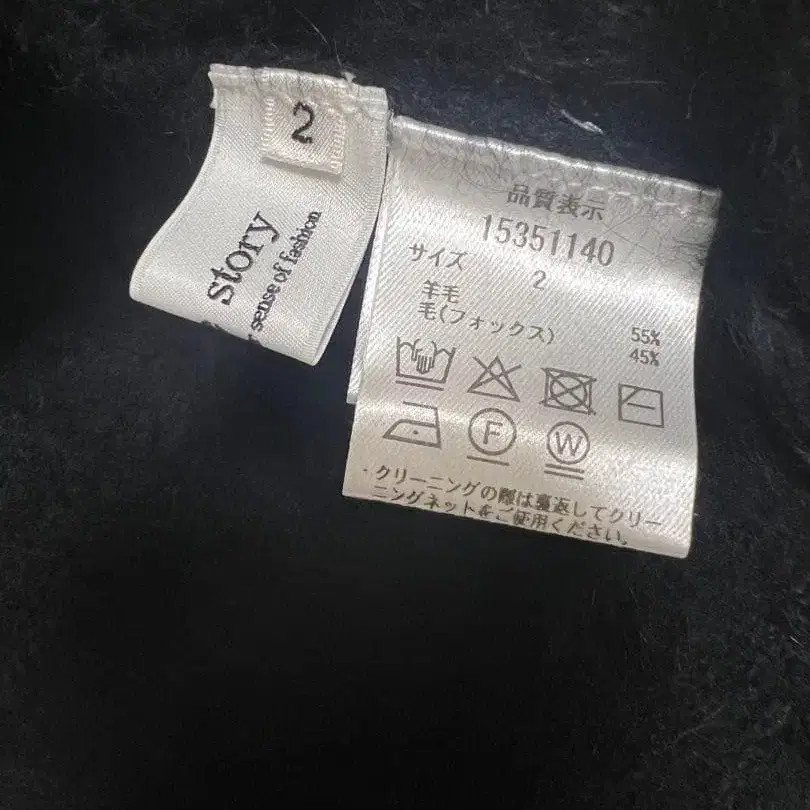 2
story
sense of fashion
品質表示
15351140
サイズ
2
羊毛 55%
毛(フォックス) 45%
F
W
・クリーニングの際は裏返してクリー
ニングネットをご使用ください。